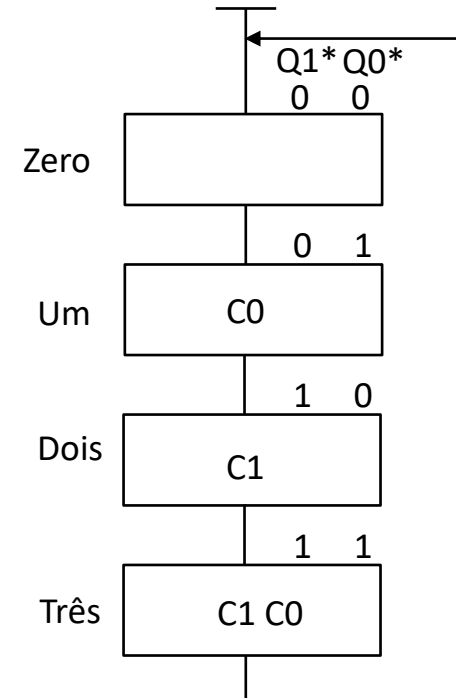 Q1* Q0*
0 0
Zero
0 1
Um C0
1 0
Dois C1
1 1
Três C1 C0